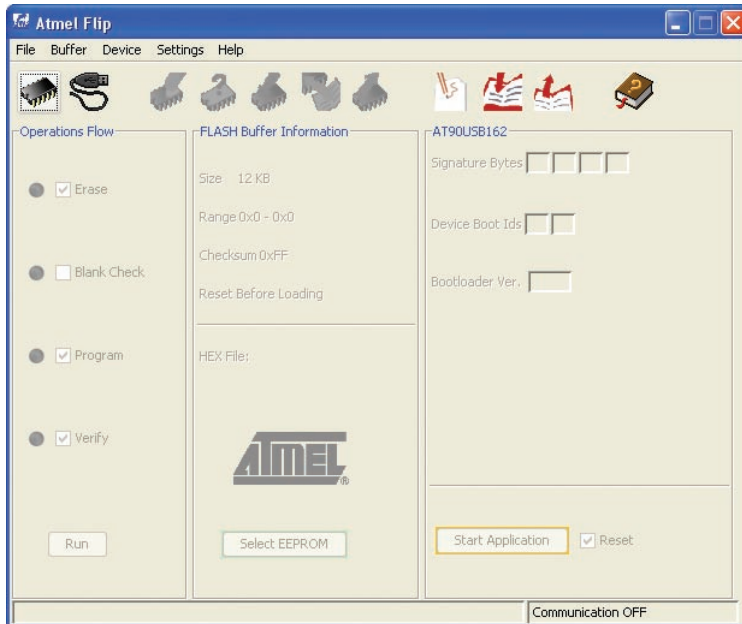 Atmel Flip
File Buffer Device Settings Help
Operations Flow
Erase
Blank Check
Program
Verify
Run
FLASH Buffer Information
Size 12 KB
Range 0x0 - 0x0
Checksum 0xFF
Reset Before Loading
HEX File:
ATMEL®
Select EEPROM
AT90USB162
Signature Bytes
Device Boot Ids
Bootloader Ver.
Start Application Reset
Communication OFF